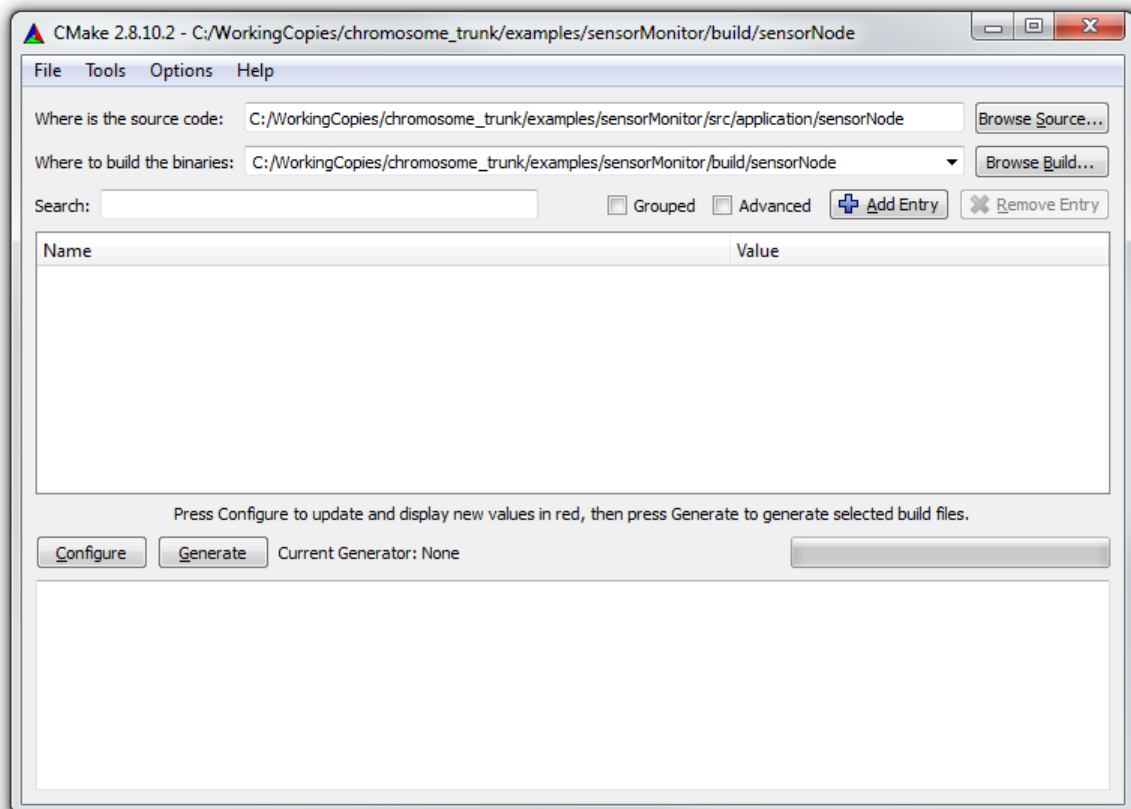 CMake 2.8.10.2 - C:/WorkingCopies/chromosome_trunk/examples/sensorMonitor/build/sensorNode
File Tools Options Help
Where is the source code: C:/WorkingCopies/chromosome_trunk/examples/sensorMonitor/src/application/sensorNode Browse Source...
Where to build the binaries: C:/WorkingCopies/chromosome_trunk/examples/sensorMonitor/build/sensorNode Browse Build...
Search: Grouped Advanced Add Entry Remove Entry
Name Value
Press Configure to update and display new values in red, then press Generate to generate selected build files.
Configure Generate Current Generator: None